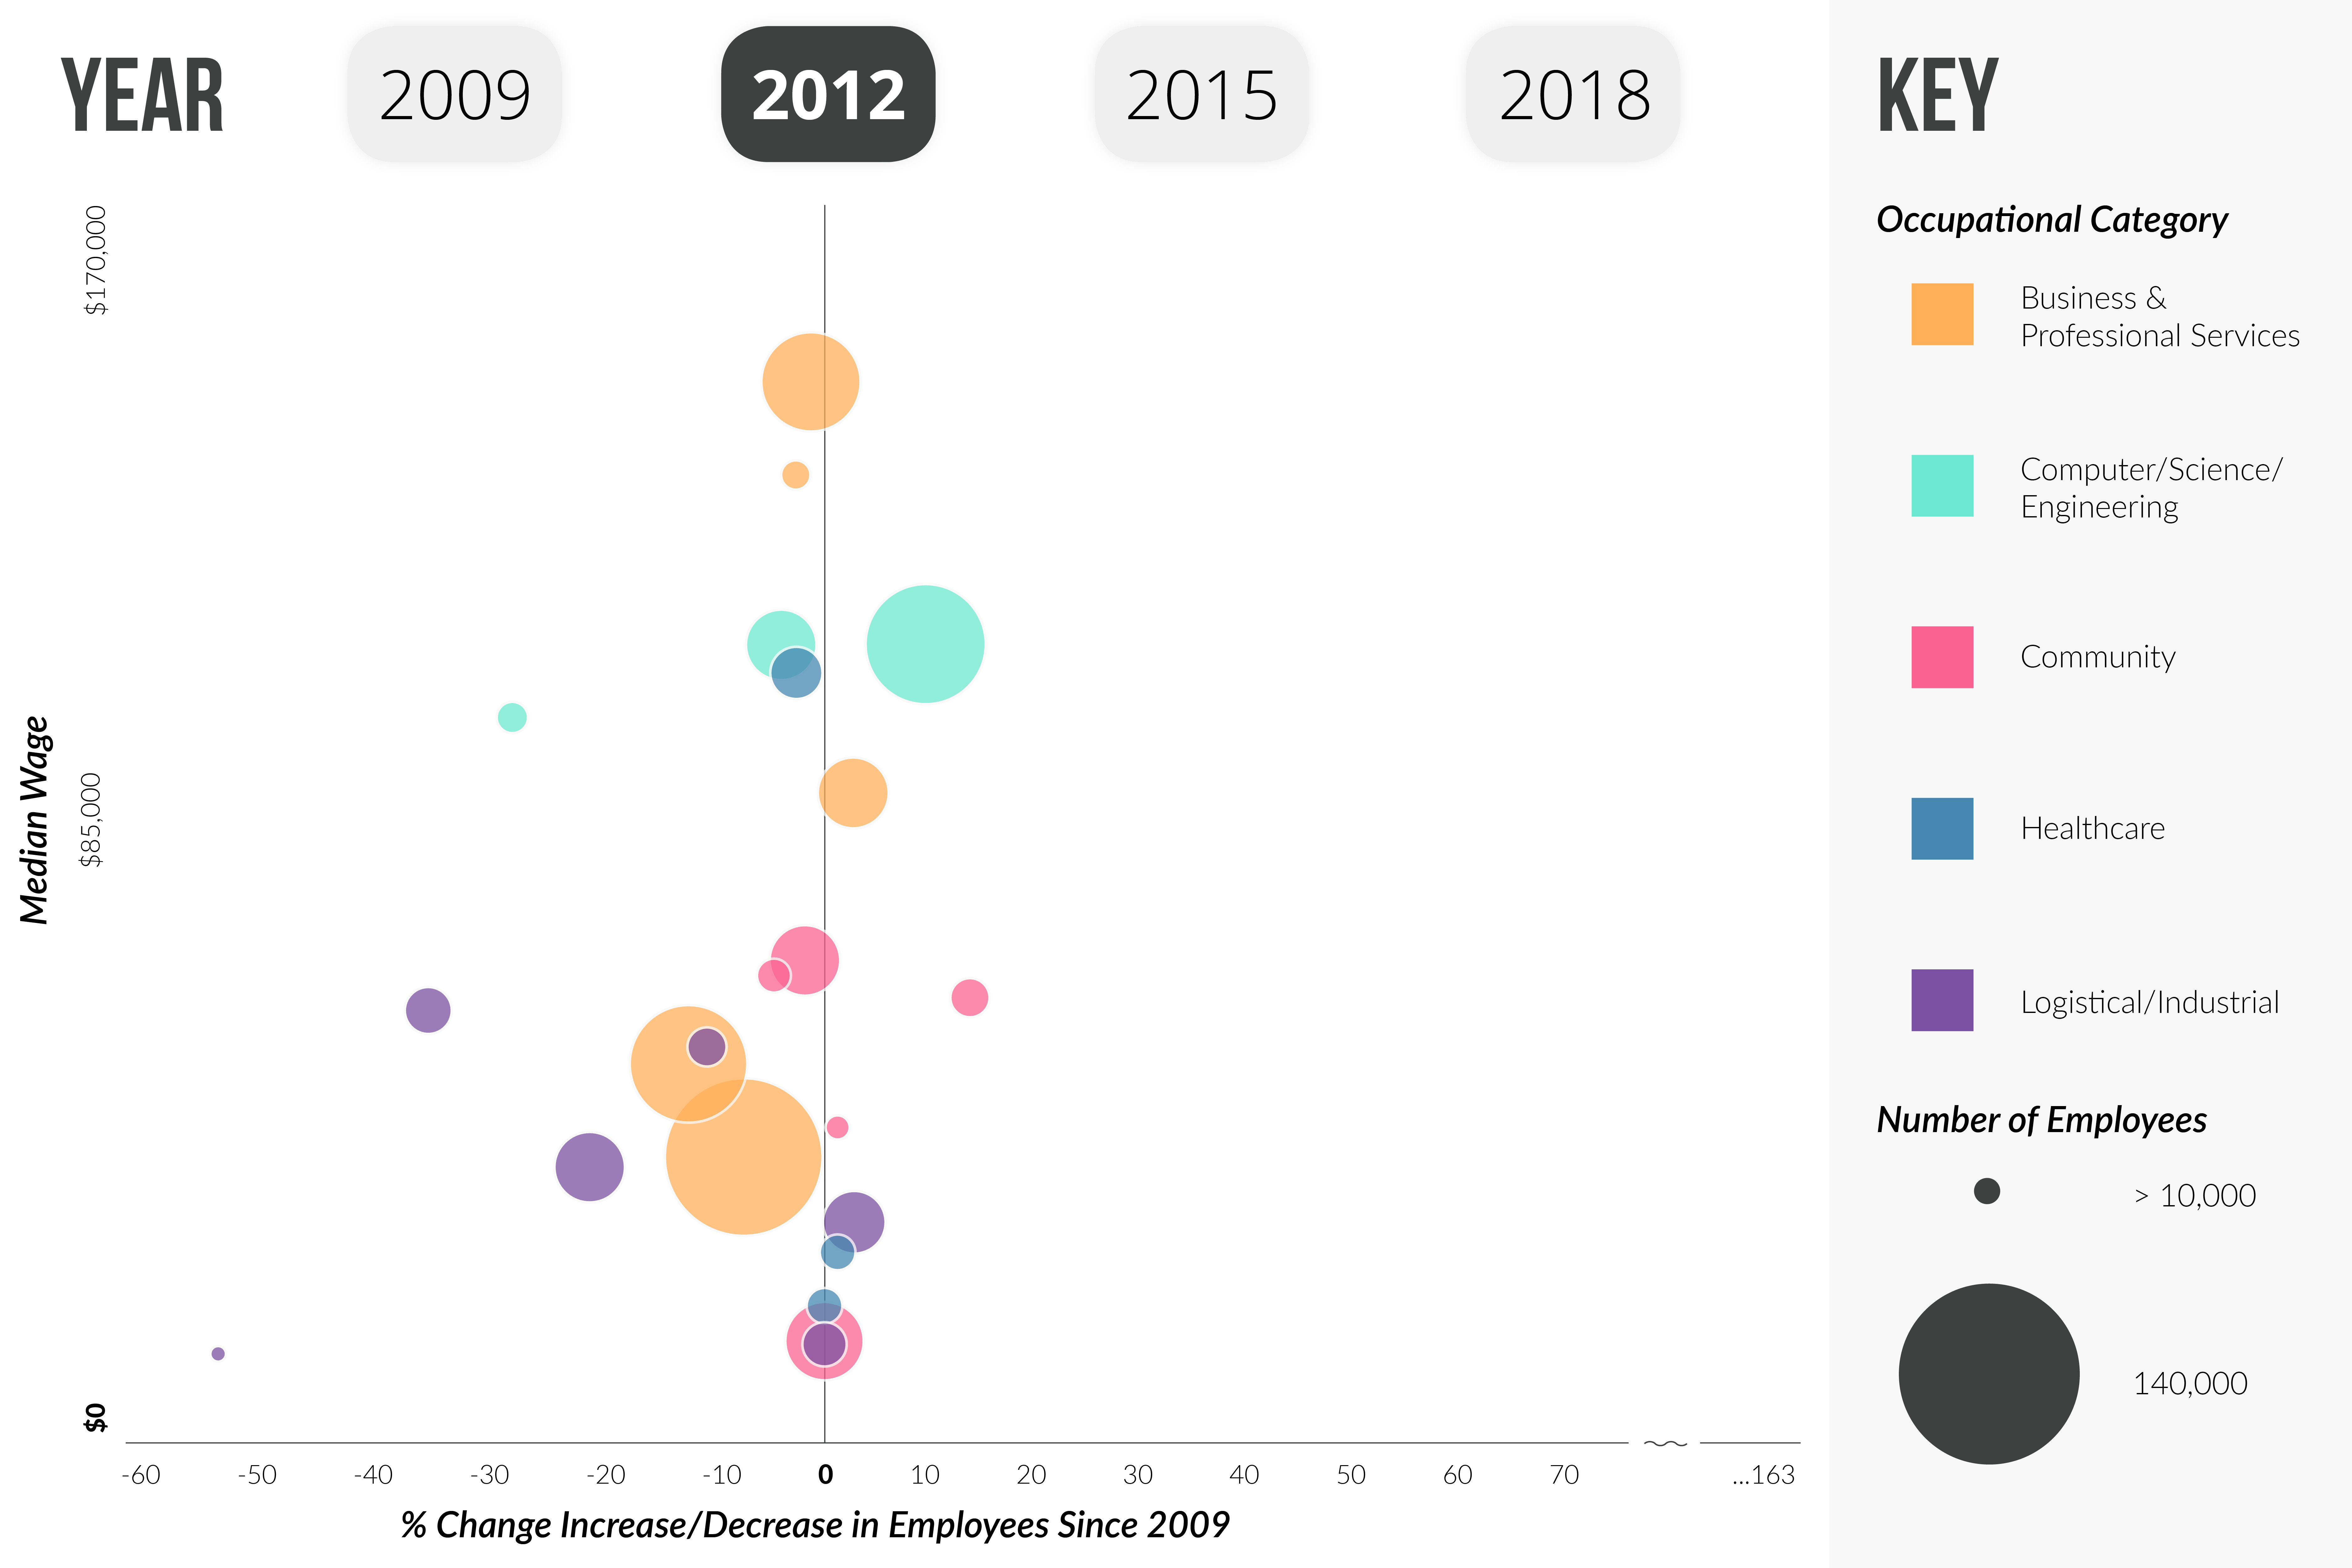 YEAR
2009
2012
2015
2018
KEY
Occupational Category
Business &
Professional Services
Computer/Science/
Engineering
Community
Healthcare
Logistical/Industrial
Number of Employees
> 10,000
140,000
Median Wage
$170,000
$85,000
$0
-60 -50 -40 -30 -20 -10 0 10 20 30 40 50 60 70 ...163
% Change Increase/Decrease in Employees Since 2009